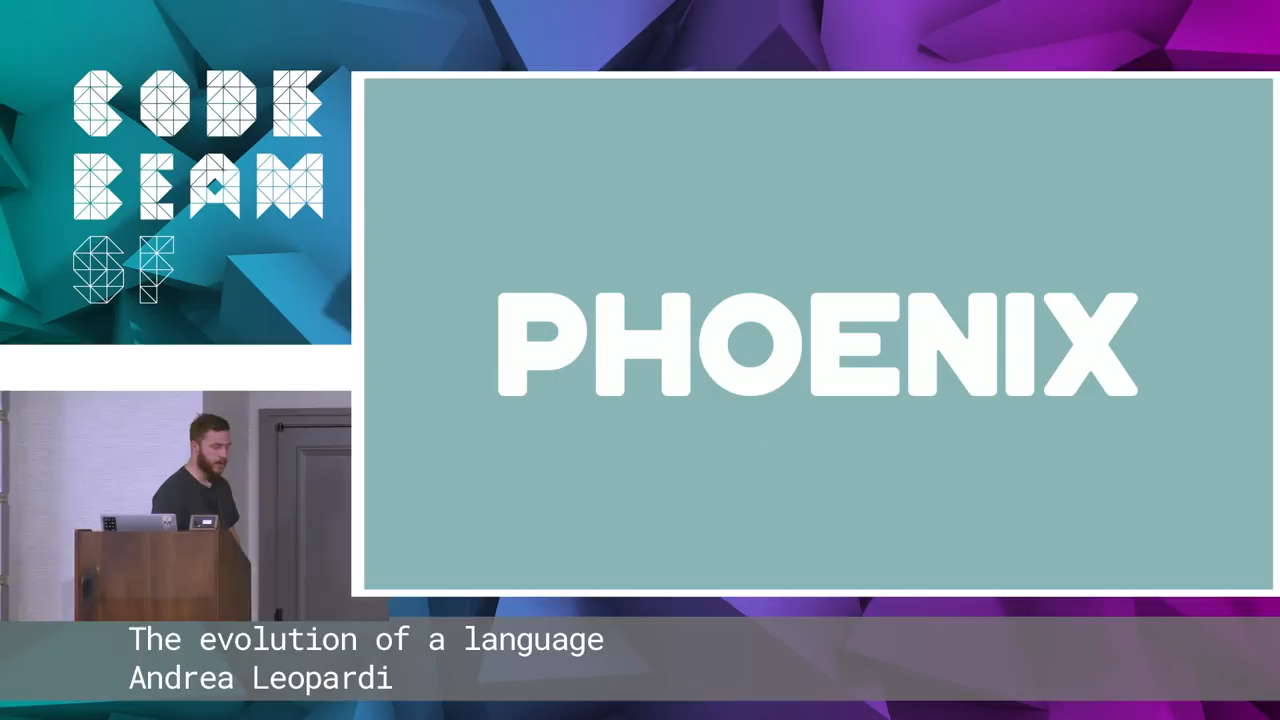 CODE
BEAM
SF
PHOENIX
The evolution of a language
Andrea Leopardi